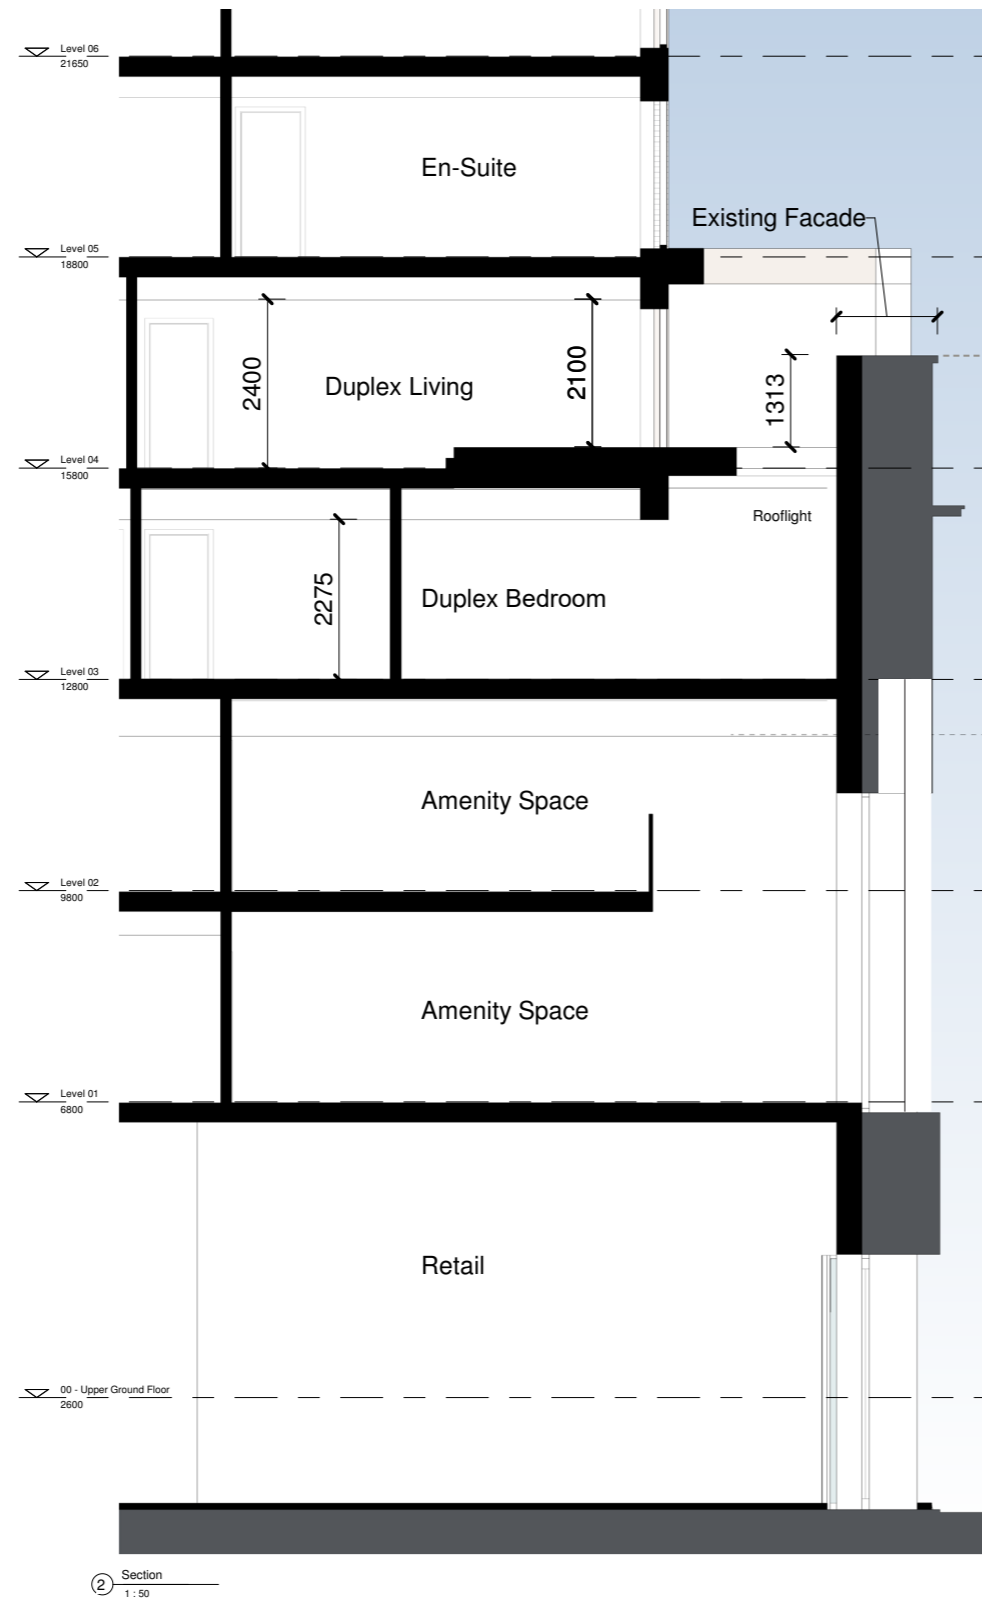 Level 06
21650
En-Suite
Existing Facade
Level 05
18800
2400
Duplex Living
2100
1313
Level 04
15800
Rooflight
2275
Duplex Bedroom
Level 03
12800
Amenity Space
Level 02
9800
Amenity Space
Level 01
6800
Retail
00 - Upper Ground Floor
2600
2
Section
1 : 50